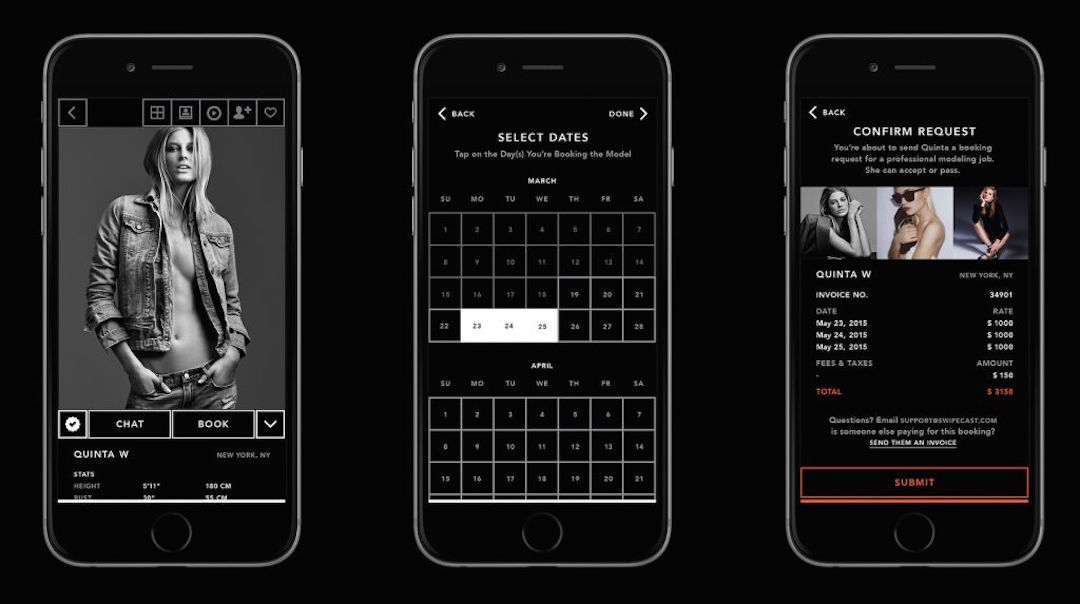 CHAT
BOOK
QUINTA W
NEW YORK, NY
STATS
HEIGHT 5'11" 180 CM
BUST 30" 55 CM
BACK
DONE
SELECT DATES
Tap on the Day(s) You're Booking the Model
MARCH
SU MO TU WE TH FR SA
1 2 3 4 5 6 7
8 9 10 11 12 13 14
15 16 17 18 19 20 21
22 23 24 25 26 27 28
APRIL
SU MO TU WE TH FR SA
1 2 3 4 5 6 7
8 9 10 11 12 13 14
15 16 17 18 19 20 21
BACK
CONFIRM REQUEST
You're about to send Quinta a booking
request for a professional modeling job.
She can accept or pass.
QUINTA W NEW YORK, NY
INVOICE NO. 34901
DATE RATE
May 23, 2015 $ 1000
May 24, 2015 $ 1000
May 25, 2015 $ 1000
FEES & TAXES AMOUNT
- $ 150
TOTAL $ 3150
Questions? Email SUPPORT@SWIPECAST.COM
is someone else paying for this booking?
SEND THEM AN INVOICE
SUBMIT